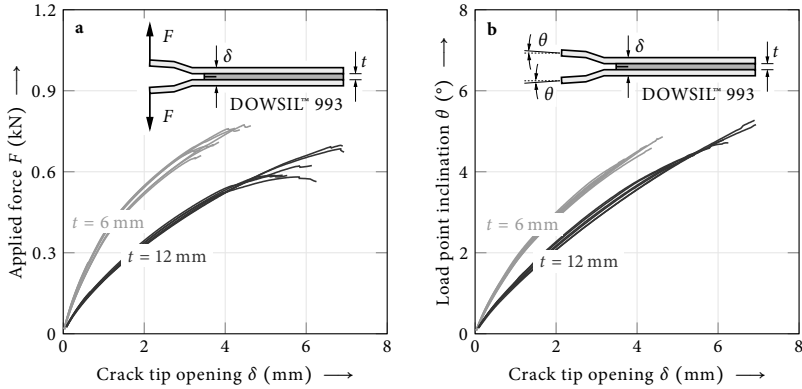 a
F
δ
t
F
DOWSIL™ 993
t = 6 mm
t = 12 mm
1.2
0.9
0.6
0.3
0
0 2 4 6 8
Applied force F (kN) →
Crack tip opening δ (mm) →
b
θ
δ
t
θ
DOWSIL™ 993
t = 6 mm
t = 12 mm
8
6
4
2
0
0 2 4 6 8
Load point inclination θ (°) →
Crack tip opening δ (mm) →